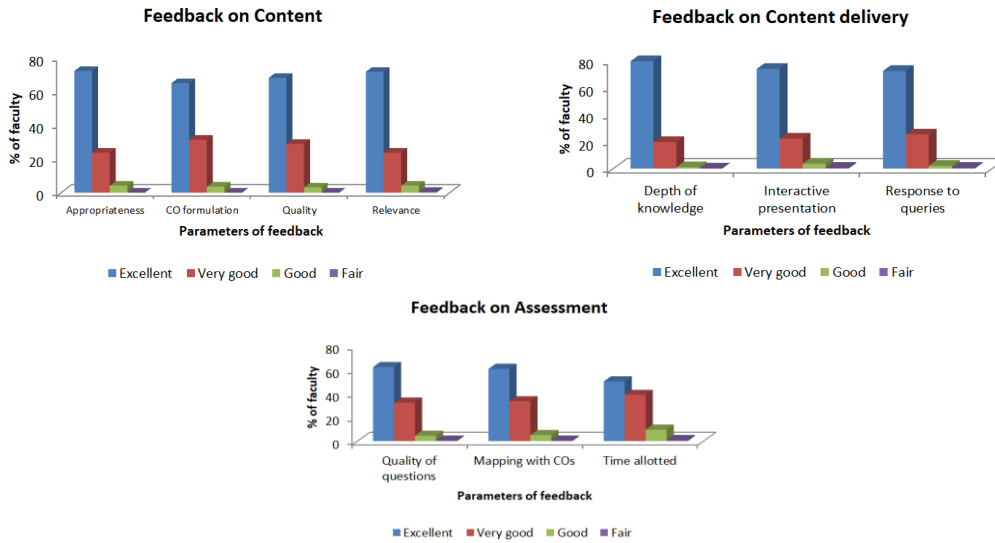 Feedback on Content
80
60
40
20
0
% of faculty
Appropriateness CO formulation Quality Relevance
Parameters of feedback
Excellent Very good Good Fair
Feedback on Content delivery
80
60
40
20
0
% of faculty
Depth of knowledge
Interactive presentation
Response to queries
Parameters of feedback
Excellent Very good Good Fair
Feedback on Assessment
80
60
40
20
0
% of faculty
Quality of questions
Mapping with COs
Time allotted
Parameters of feedback
Excellent Very good Good Fair